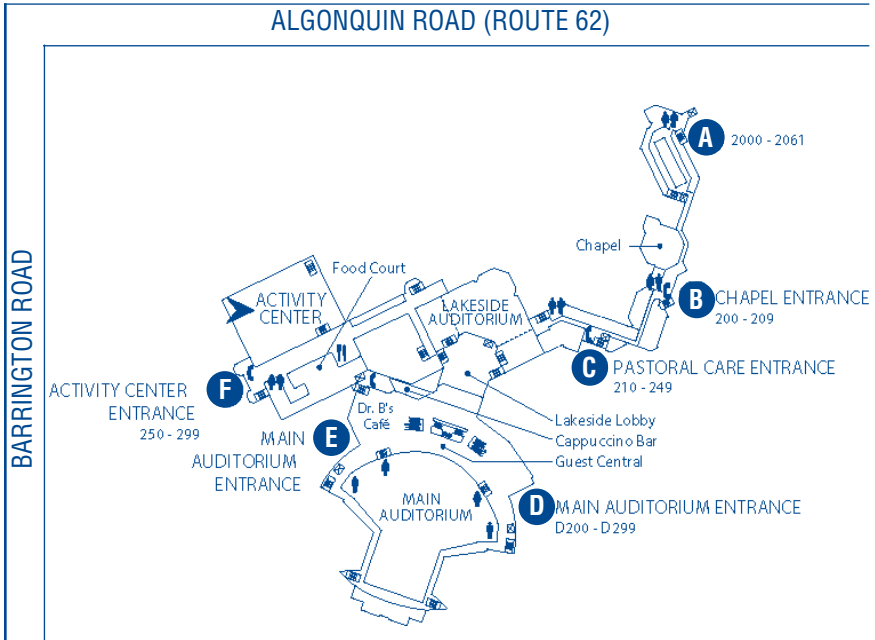 ALGONQUIN ROAD (ROUTE 62)
BARRINGTON ROAD
A
2000 - 2061
Chapel
B
CHAPEL ENTRANCE
200 - 209
Food Court
ACTIVITY
CENTER
LAKESIDE
AUDITORIUM
C
PASTORAL CARE ENTRANCE
210 - 249
F
ACTIVITY CENTER
ENTRANCE
250 - 299
Dr. B's
Café
Lakeside Lobby
Cappuccino Bar
Guest Central
E
MAIN
AUDITORIUM
ENTRANCE
MAIN
AUDITORIUM
D
MAIN AUDITORIUM ENTRANCE
D200 - D299